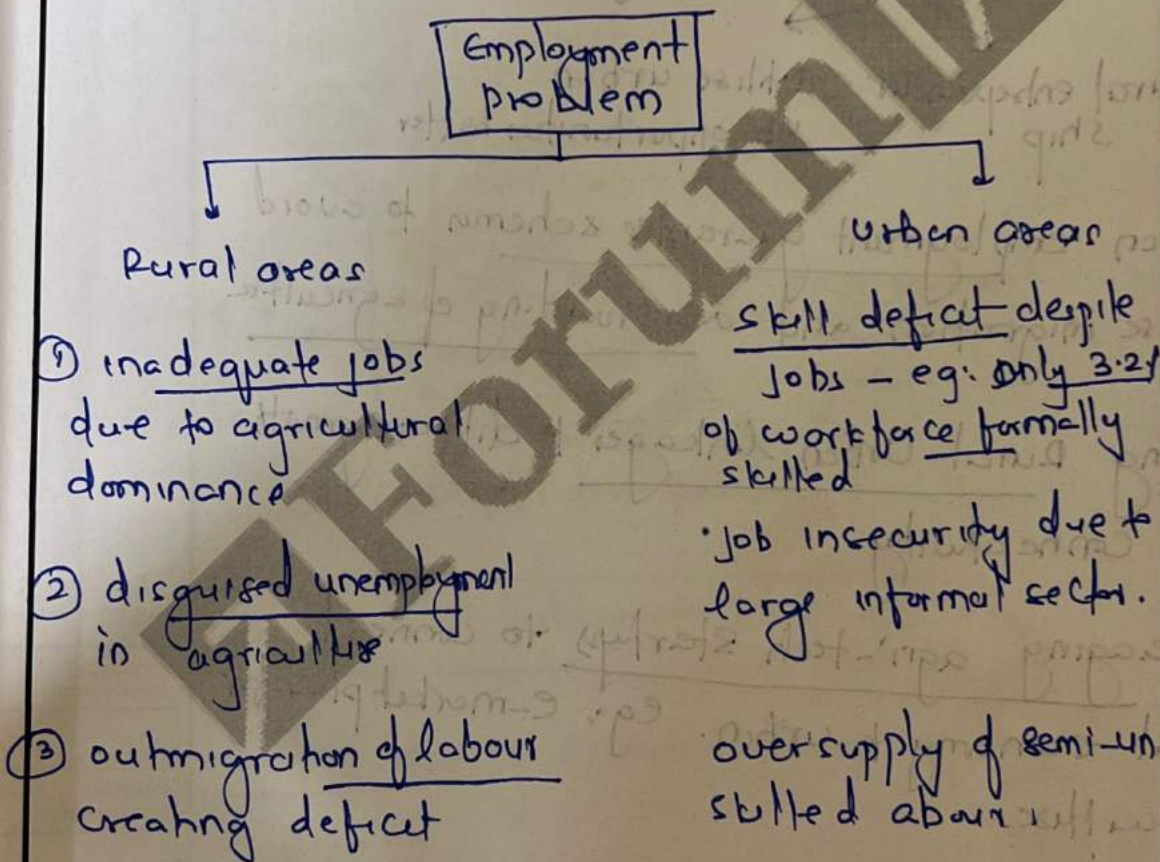 Employment
problem
Rural areas
① inadequate jobs
due to agricultural
dominance
② disguised unemployment
in agriculture
③ outmigration of labour
creating deficit
urban areas
skill deficit despite
jobs – eg: Only 3.2%
of workforce formally
skilled
· job insecurity due to
large informal sector.
oversupply of semi-un
skilled abour.
Forum